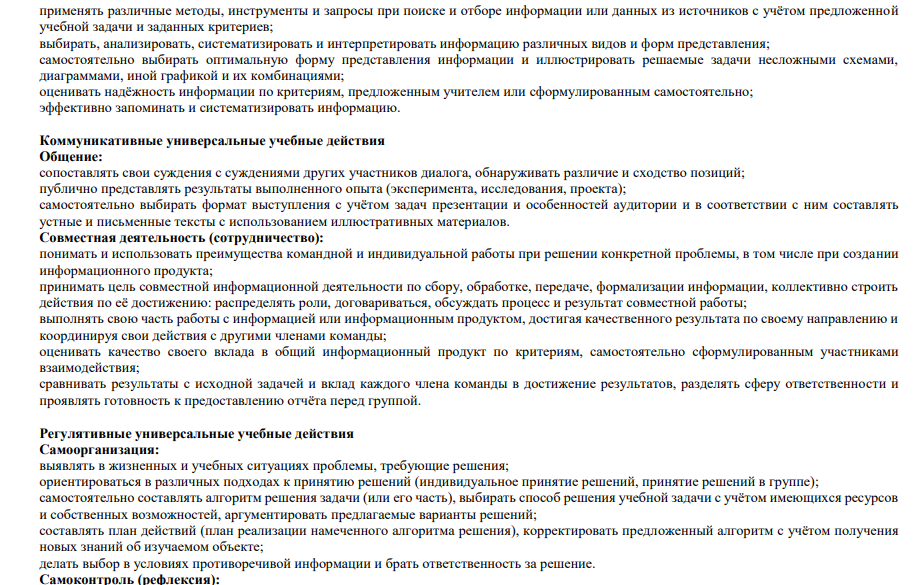 применять различные методы, инструменты и запросы при поиске и отборе информации или данных из источников с учётом предложенной
учебной задачи и заданных критериев;
выбирать, анализировать, систематизировать и интерпретировать информацию различных видов и форм представления;
самостоятельно выбирать оптимальную форму представления информации и иллюстрировать решаемые задачи несложными схемами,
диаграммами, иной графикой и их комбинациями;
оценивать надёжность информации по критериям, предложенным учителем или сформулированным самостоятельно;
эффективно запоминать и систематизировать информацию.
Коммуникативные универсальные учебные действия
Общение:
сопоставлять свои суждения с суждениями других участников диалога, обнаруживать различие и сходство позиций;
публично представлять результаты выполненного опыта (эксперимента, исследования, проекта);
самостоятельно выбирать формат выступления с учётом задач презентации и особенностей аудитории и в соответствии с ним составлять
устные и письменные тексты с использованием иллюстративных материалов.
Совместная деятельность (сотрудничество):
понимать и использовать преимущества командной и индивидуальной работы при решении конкретной проблемы, в том числе при создании
информационного продукта;
принимать цель совместной информационной деятельности по сбору, обработке, передаче, формализации информации, коллективно строить
действия по её достижению: распределять роли, договариваться, обсуждать процесс и результат совместной работы;
выполнять свою часть работы с информацией или информационным продуктом, достигая качественного результата по своему направлению и
координируя свои действия с другими членами команды;
оценивать качество своего вклада в общий информационный продукт по критериям, самостоятельно сформулированным участниками
взаимодействия;
сравнивать результаты с исходной задачей и вклад каждого члена команды в достижение результатов, разделять сферу ответственности и
проявлять готовность к предоставлению отчёта перед группой.
Регулятивные универсальные учебные действия
Самоорганизация:
выявлять в жизненных и учебных ситуациях проблемы, требующие решения;
ориентироваться в различных подходах к принятию решений (индивидуальное принятие решений, принятие решений в группе);
самостоятельно составлять алгоритм решения задачи (или его часть), выбирать способ решения учебной задачи с учётом имеющихся ресурсов
и собственных возможностей, аргументировать предлагаемые варианты решений;
составлять план действий (план реализации намеченного алгоритма решения), корректировать предложенный алгоритм с учётом получения
новых знаний об изучаемом объекте;
делать выбор в условиях противоречивой информации и брать ответственность за решение.
Самоконтроль (рефлексия):